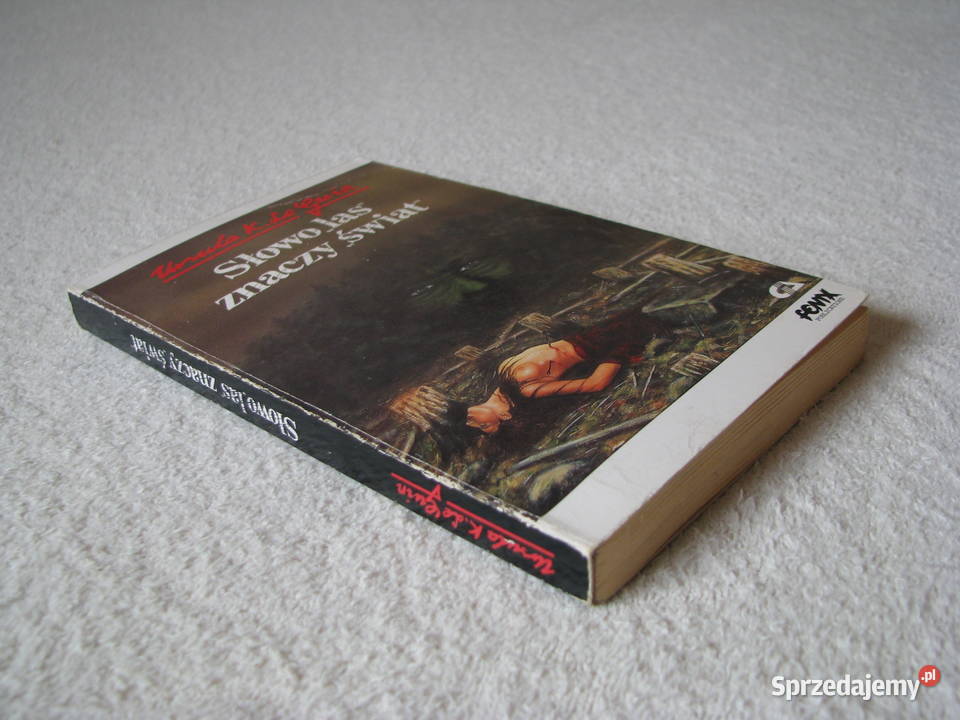 Ursula K. Le Guin
Słowo „las”
znaczy „świat”
FENIX
Słowo „las” znaczy „świat”
Ursula K. Le Guin
Sprzedajemy.pl